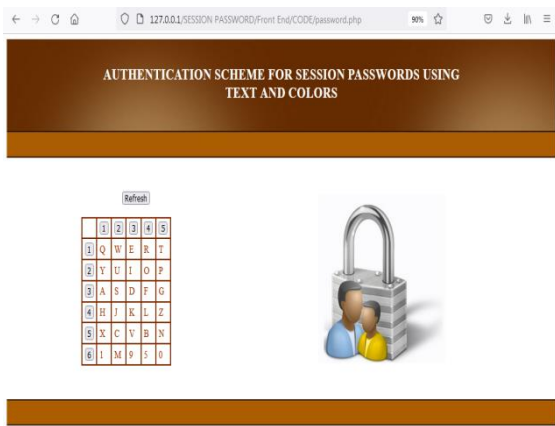 127.0.0.1/SESSION PASSWORD/Front End/CODE/password.php
90%
AUTHENTICATION SCHEME FOR SESSION PASSWORDS USING
TEXT AND COLORS
Refresh
1 2 3 4 5
1 Q W E R T
2 Y U I O P
3 A S D F G
4 H J K L Z
5 X C V B N
6 1 M 9 5 0